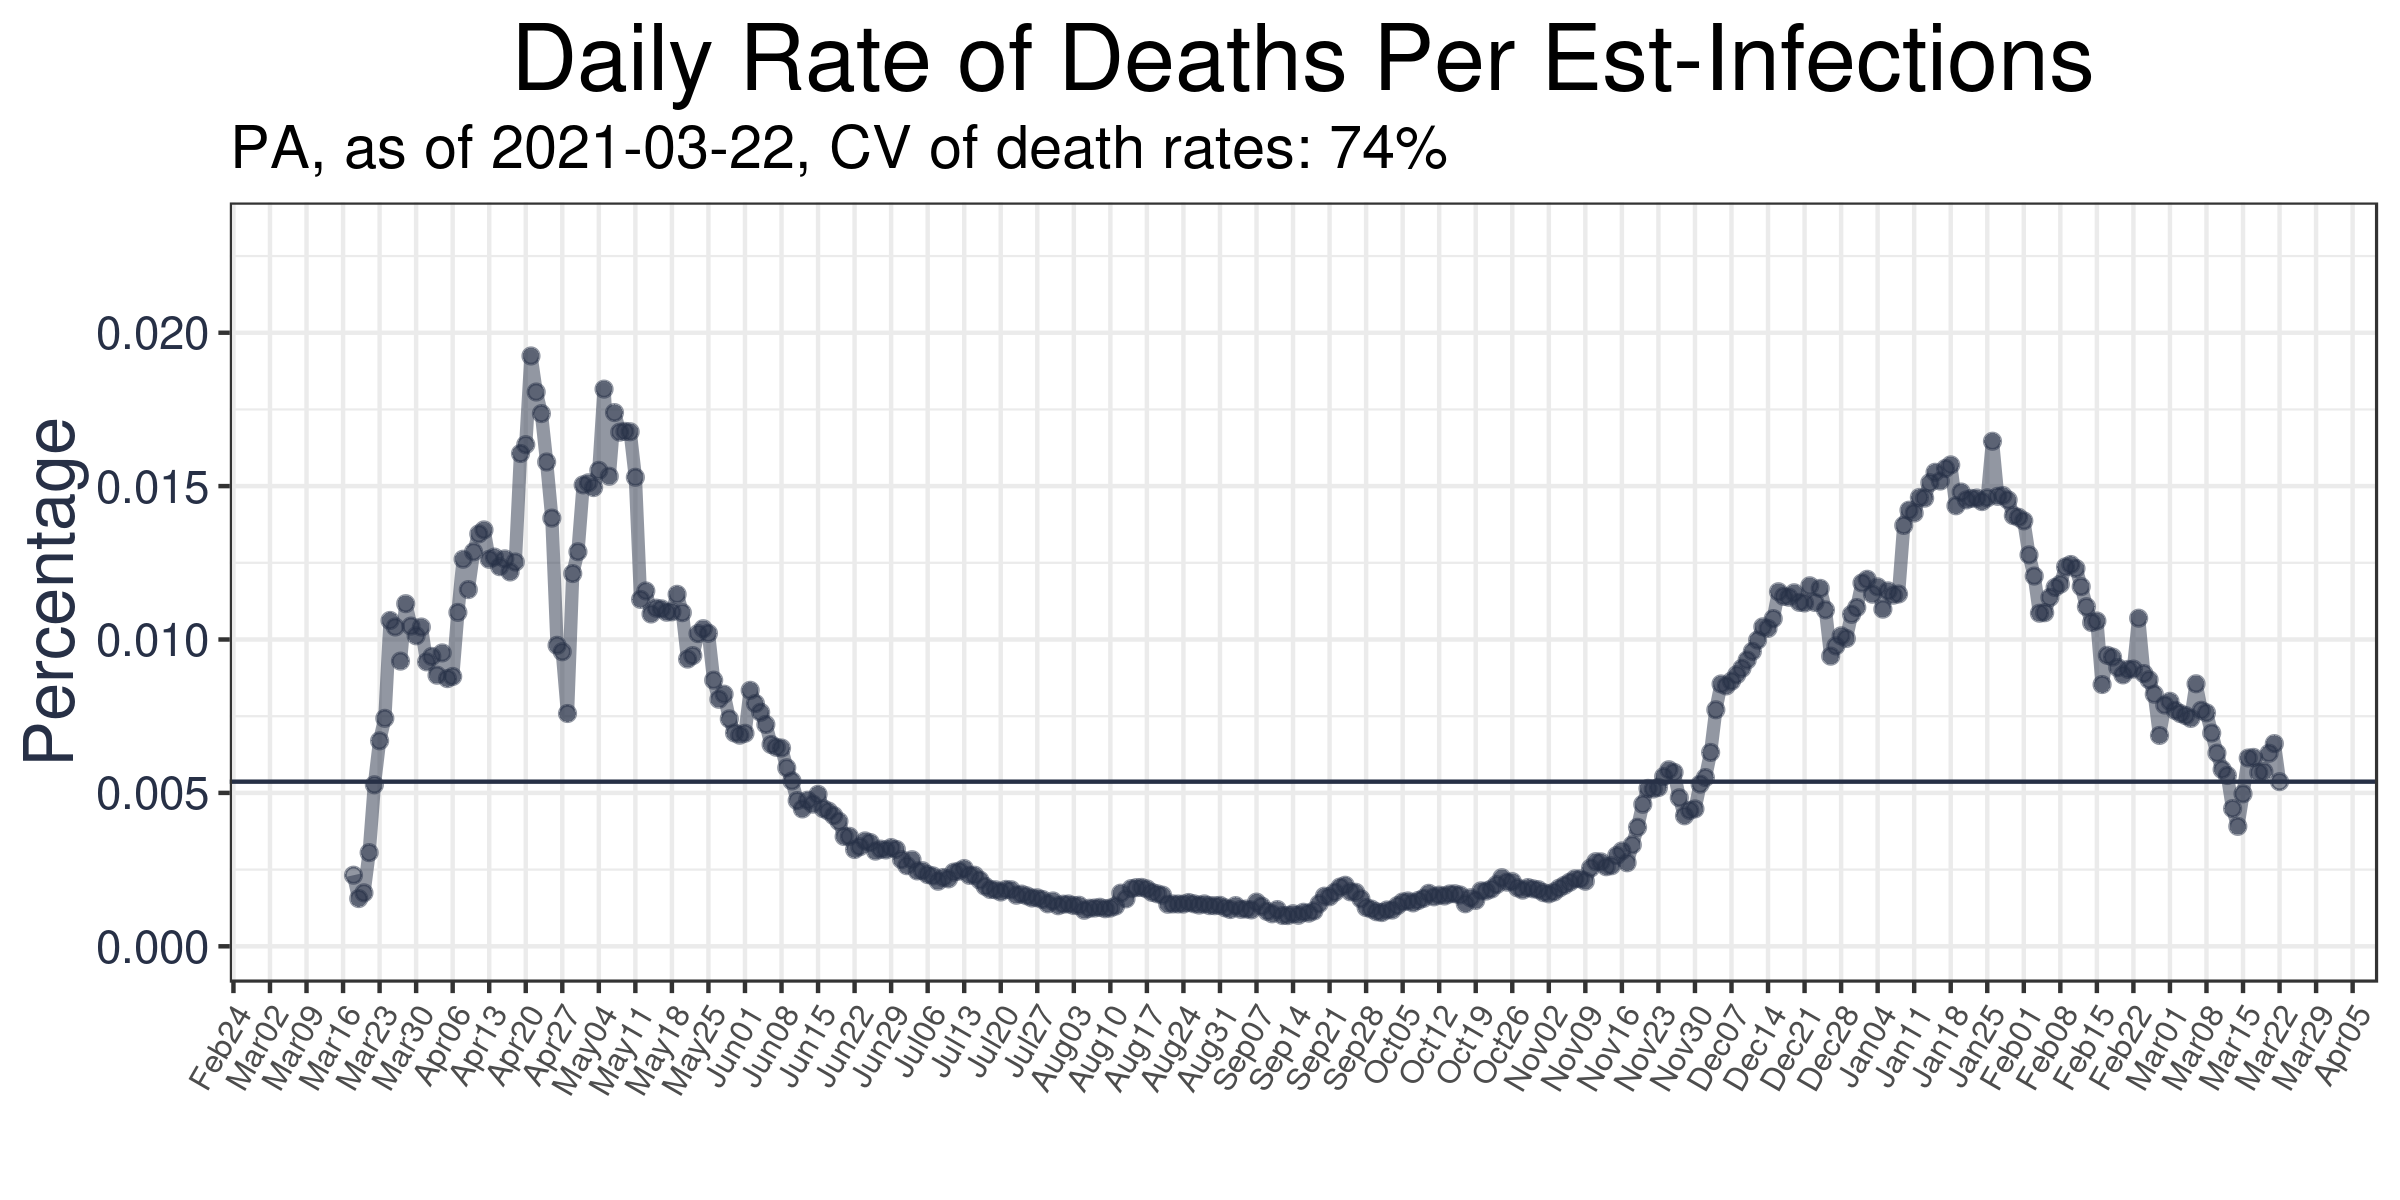 Daily Rate of Deaths Per Est-Infections
PA, as of 2021-03-22, CV of death rates: 74%
Percentage
0.020
0.015
0.010
0.005
0.000
Feb24
Mar02
Mar09
Mar16
Mar23
Mar30
Apr06
Apr13
Apr20
Apr27
May04
May11
May18
May25
Jun01
Jun08
Jun15
Jun22
Jun29
Jul06
Jul13
Jul20
Jul27
Aug03
Aug10
Aug17
Aug24
Aug31
Sep07
Sep14
Sep21
Sep28
Oct05
Oct12
Oct19
Oct26
Nov02
Nov09
Nov16
Nov23
Nov30
Dec07
Dec14
Dec21
Dec28
Jan04
Jan11
Jan18
Jan25
Feb01
Feb08
Feb15
Feb22
Mar01
Mar08
Mar15
Mar22
Mar29
Apr05